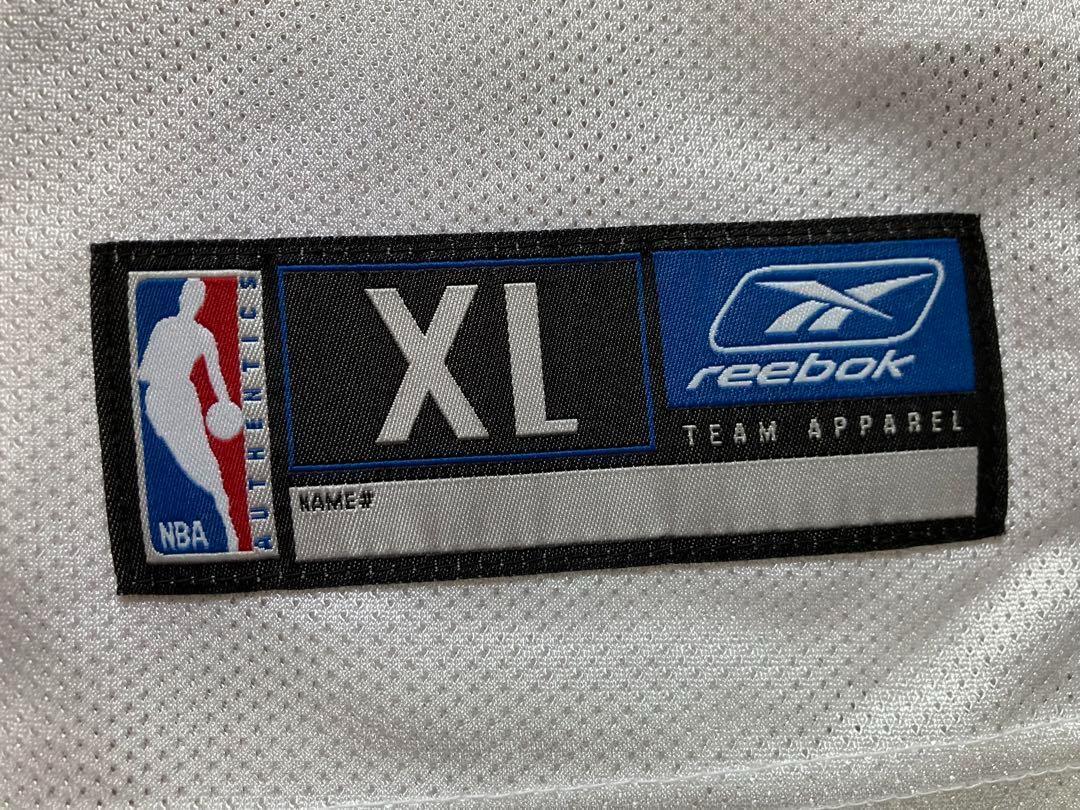 NBA
AUTHENTICS
XL
reebok
TEAM APPAREL
NAME#